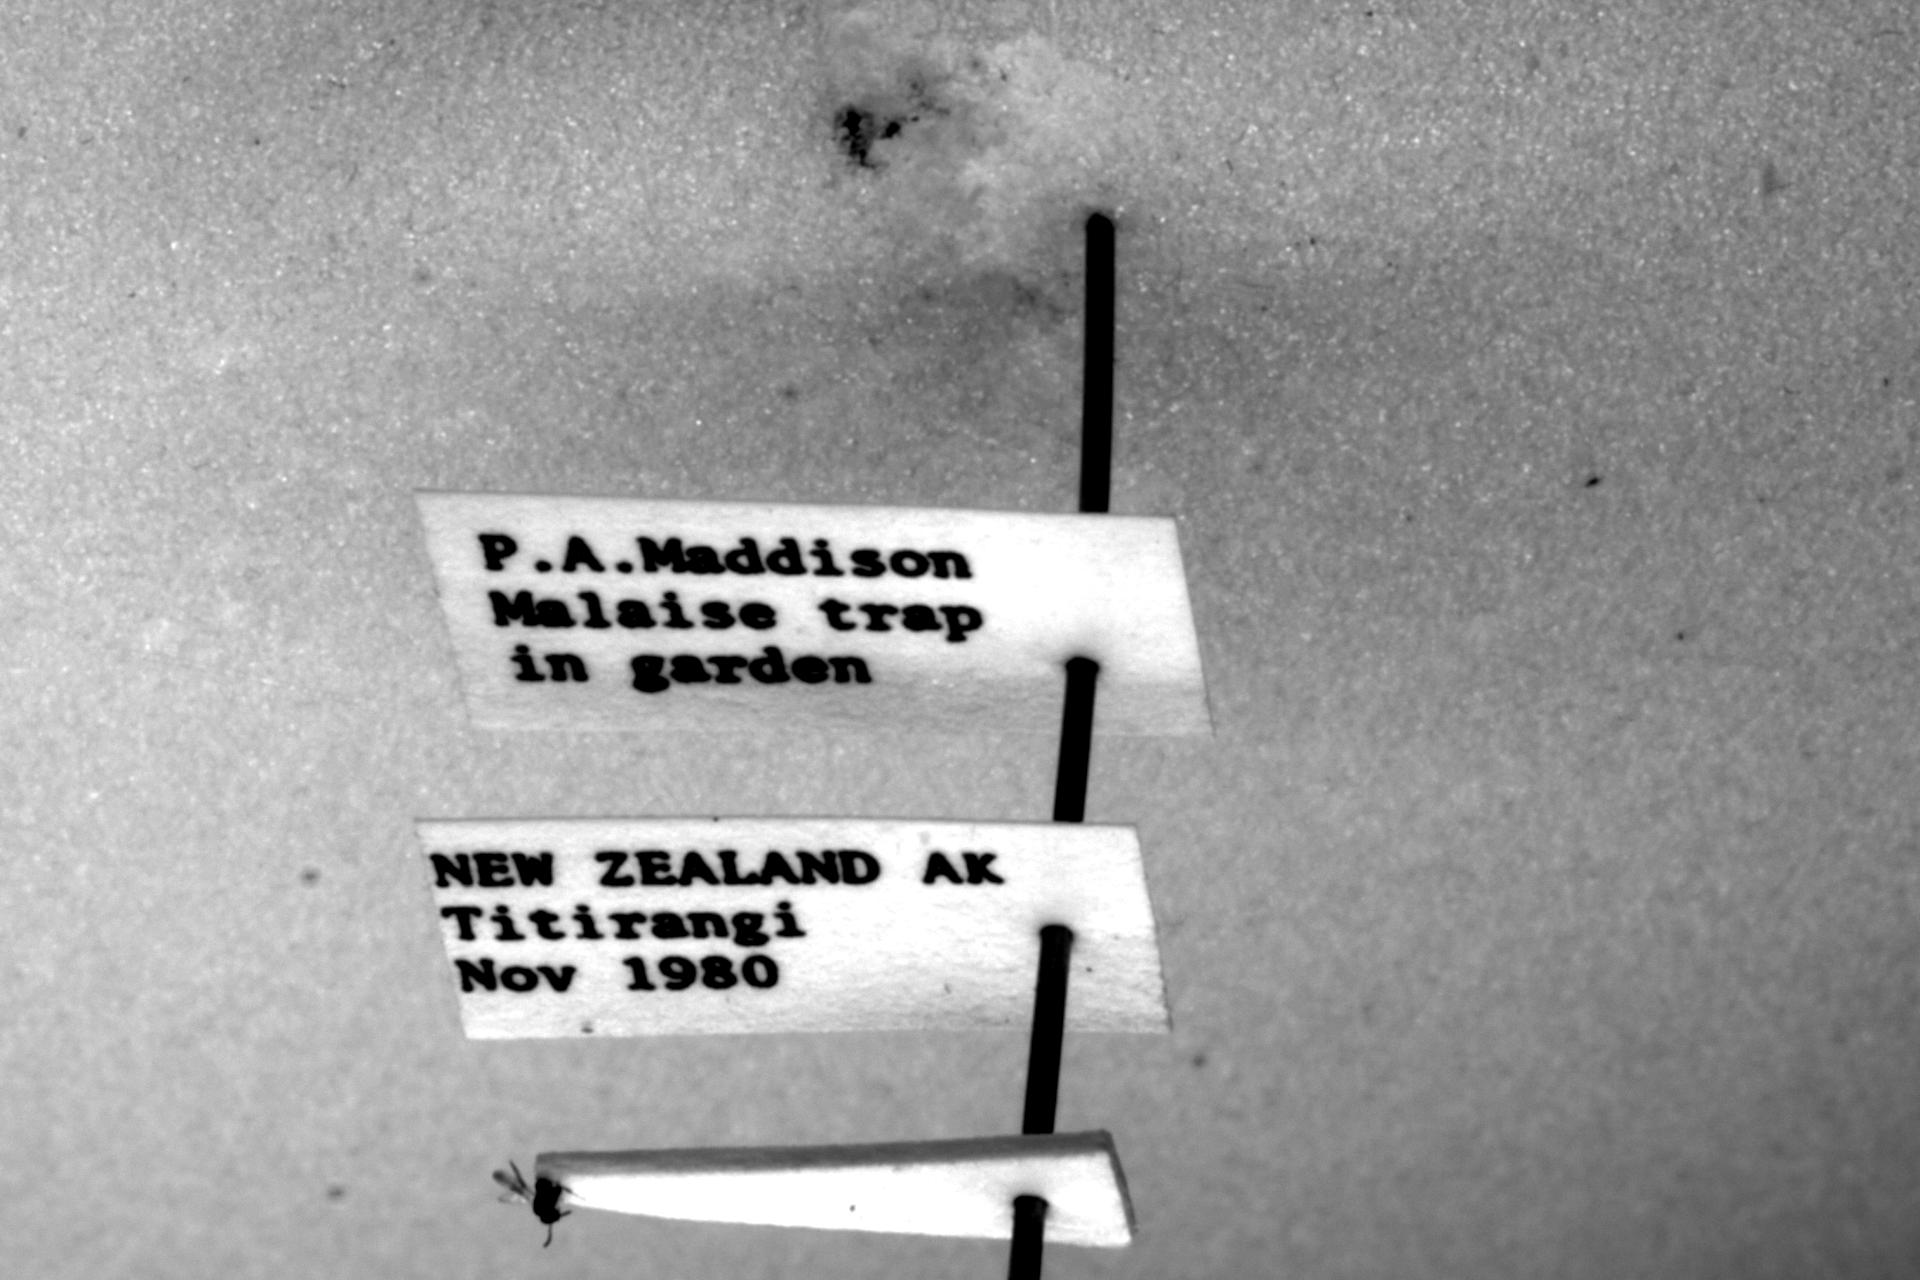 P.A.Maddison
Malaise trap
in garden
NEW ZEALAND AK
Titirangi
Nov 1980